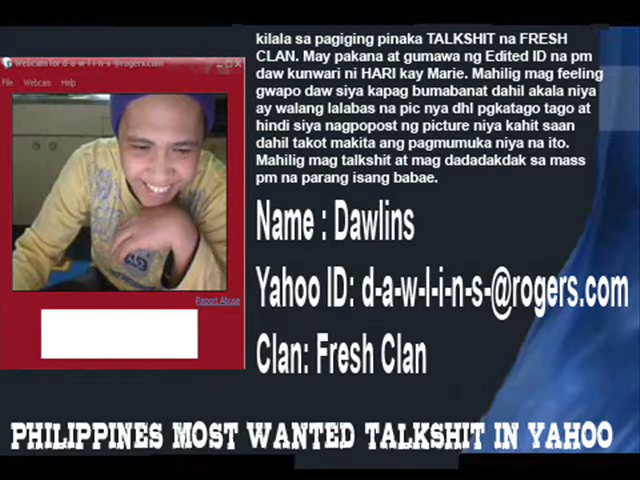 kilala sa pagiging pinaka TALKSHIT na FRESH
CLAN. May pakana at gumawa ng Edited ID na pm
daw kunwari ni HARI kay Marie. Mahilig mag feeling
gwapo daw siya kapag bumabanat dahil akala niya
ay walang lalabas na pic nya dhl pgkatago tago at
hindi siya nagpopost ng picture niya kahit saan
dahil takot makita ang pagmumuka niya na ito.
Mahilig mag talkshit at mag dadadakdak sa mass
pm na parang isang babae.
Webcam for d-a-w-l-i-n-s-@rogers.com
File Webcam Help
Report Abuse
Name : Dawlins
Yahoo ID: d-a-w-l-i-n-s-@rogers.com
Clan: Fresh Clan
PHILIPPINES MOST WANTED TALKSHIT IN YAHOO